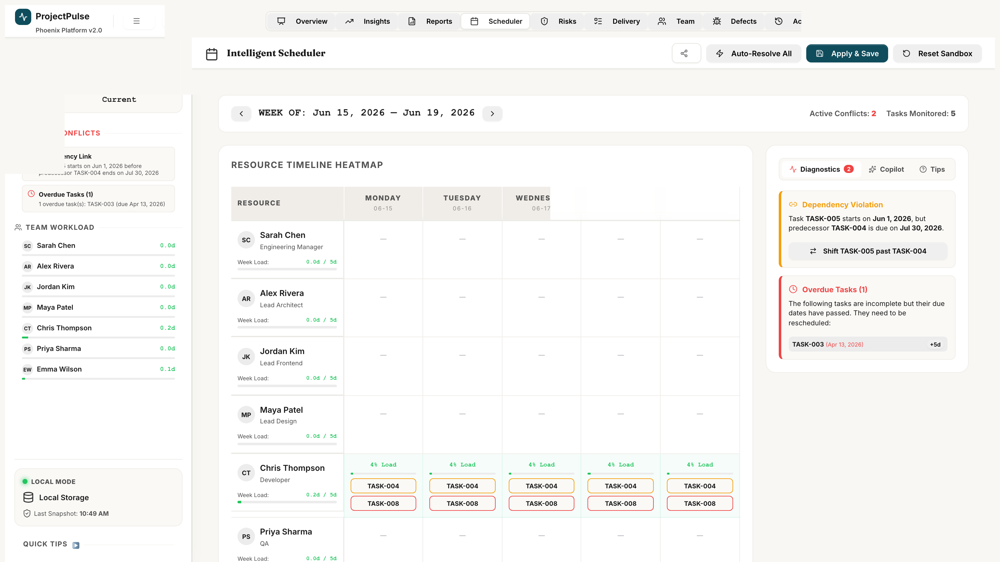 ProjectPulse
Phoenix Platform v2.0
Overview
Insights
Reports
Scheduler
Risks
Delivery
Team
Defects
Ac
Intelligent Scheduler
Auto-Resolve All
Apply & Save
Reset Sandbox
Current
ONFLICTS
ency Link
starts on Jun 1, 2026 before
predecessor TASK-004 ends on Jul 30, 2026
Overdue Tasks (1)
1 overdue task(s): TASK-003 (due Apr 13, 2026)
TEAM WORKLOAD
SC Sarah Chen 0.0d
AR Alex Rivera 0.0d
JK Jordan Kim 0.0d
MP Maya Patel 0.0d
CT Chris Thompson 0.2d
PS Priya Sharma 0.0d
EW Emma Wilson 0.1d
LOCAL MODE
Local Storage
Last Snapshot: 10:49 AM
QUICK TIPS
WEEK OF: Jun 15, 2026 — Jun 19, 2026
Active Conflicts: 2 Tasks Monitored: 5
RESOURCE TIMELINE HEATMAP
RESOURCE MONDAY TUESDAY WEDNES
06-15 06-16 06-17
SC Sarah Chen — — — — —
Engineering Manager
Week Load: 0.0d / 5d
AR Alex Rivera — — — — —
Lead Architect
Week Load: 0.0d / 5d
JK Jordan Kim — — — — —
Lead Frontend
Week Load: 0.0d / 5d
MP Maya Patel — — — — —
Lead Design
Week Load: 0.0d / 5d
CT Chris Thompson
Developer
Week Load: 0.2d / 5d
4% Load 4% Load 4% Load 4% Load 4% Load
TASK-004 TASK-004 TASK-004 TASK-004 TASK-004
TASK-008 TASK-008 TASK-008 TASK-008 TASK-008
PS Priya Sharma — — — — —
QA
Week Load: 0.0d / 5d
Diagnostics 2
Copilot
Tips
Dependency Violation
Task TASK-005 starts on Jun 1, 2026, but
predecessor TASK-004 is due on Jul 30, 2026.
Shift TASK-005 past TASK-004
Overdue Tasks (1)
The following tasks are incomplete but their due
dates have passed. They need to be
rescheduled:
TASK-003 (Apr 13, 2026) +5d